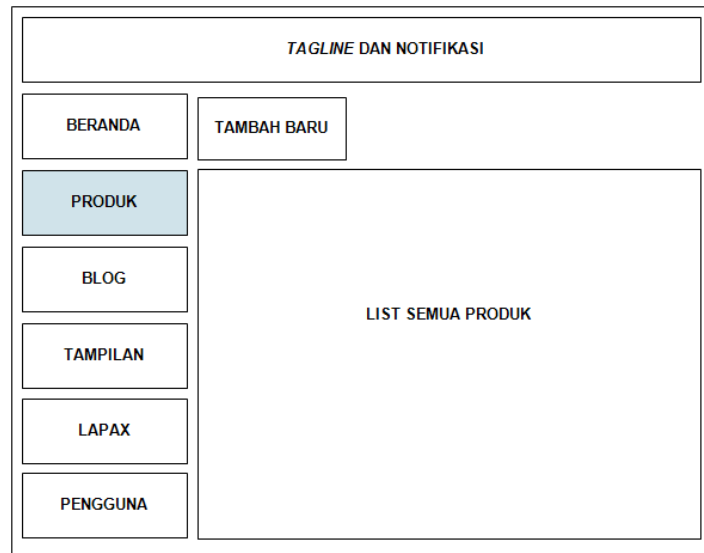 TAGLINE DAN NOTIFIKASI
BERANDA
TAMBAH BARU
PRODUK
BLOG
LIST SEMUA PRODUK
TAMPILAN
LAPAX
PENGGUNA